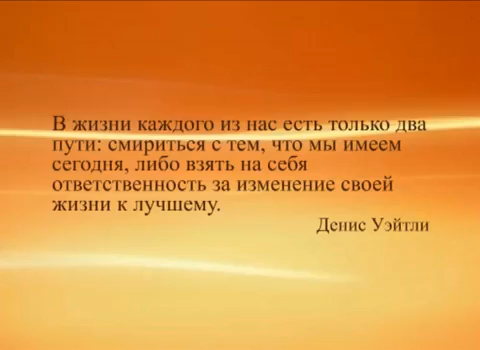 В жизни каждого из нас есть только два
пути: смириться с тем, что мы имеем
сегодня, либо взять на себя
ответственность за изменение своей
жизни к лучшему.
Денис Уэйтли